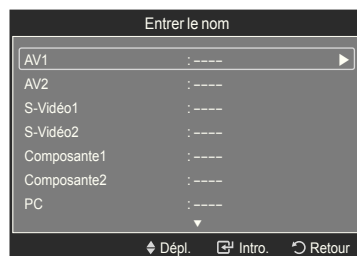 Entrer le nom
AV1 : ----
AV2 : ----
S-Vidéo1 : ----
S-Vidéo2 : ----
Composante1 : ----
Composante2 : ----
PC : ----
Dépl. Intro. Retour